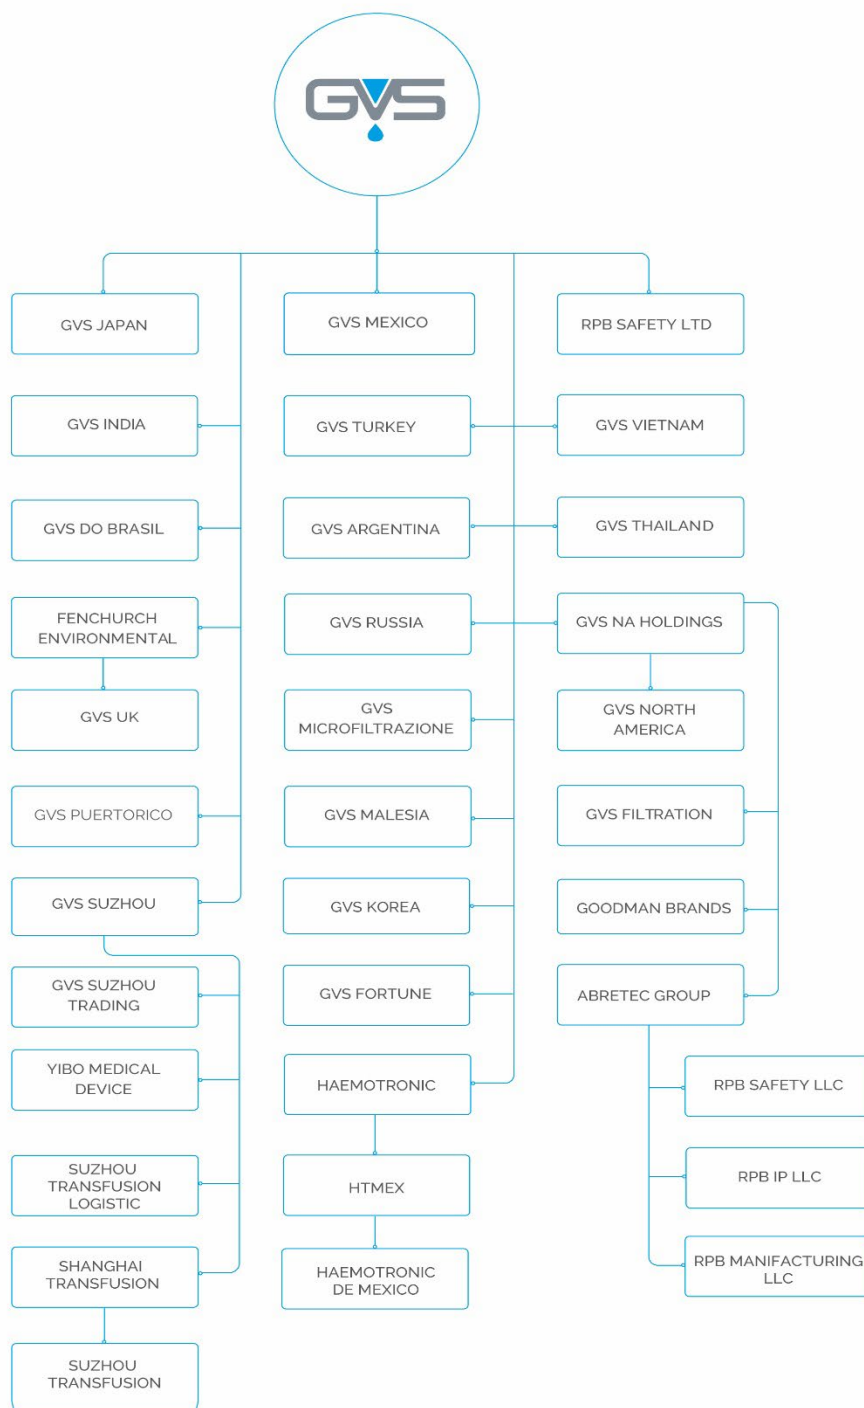 GVS
GVS JAPAN
GVS INDIA
GVS DO BRASIL
FENCHURCH
ENVIRONMENTAL
GVS UK
GVS PUERTORICO
GVS SUZHOU
GVS SUZHOU
TRADING
YIBO MEDICAL
DEVICE
SUZHOU
TRANSFUSION
LOGISTIC
SHANGHAI
TRANSFUSION
SUZHOU
TRANSFUSION
GVS MEXICO
GVS TURKEY
GVS ARGENTINA
GVS RUSSIA
GVS
MICROFILTRAZIONE
GVS MALESIA
GVS KOREA
GVS FORTUNE
HAEMOTRONIC
HTMEX
HAEMOTRONIC
DE MEXICO
RPB SAFETY LTD
GVS VIETNAM
GVS THAILAND
GVS NA HOLDINGS
GVS NORTH
AMERICA
GVS FILTRATION
GOODMAN BRANDS
ABRETEC GROUP
RPB SAFETY LLC
RPB IP LLC
RPB MANIFACTURING
LLC